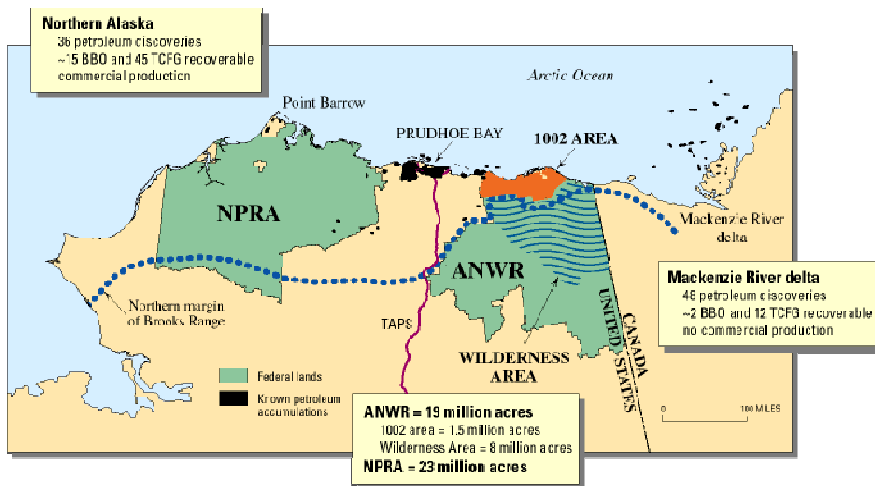 Northern Alaska
36 petroleum discoveries
~15 BBO and 45 TCFG recoverable
commercial production
Arctic Ocean
Point Barrow
PRUDHOE BAY
1002 AREA
NPRA
Mackenzie River
delta
ANWR
Mackenzie River delta
48 petroleum discoveries
~2 BBO and 12 TCFG recoverable
no commercial production
Northern margin
of Brooks Range
TAPS
UNITED STATES
CANADA
WILDERNESS
AREA
Federal lands
Known petroleum
accumulations
0 100 MILES
ANWR = 19 million acres
1002 area = 1.5 million acres
Wilderness Area = 8 million acres
NPRA = 23 million acres